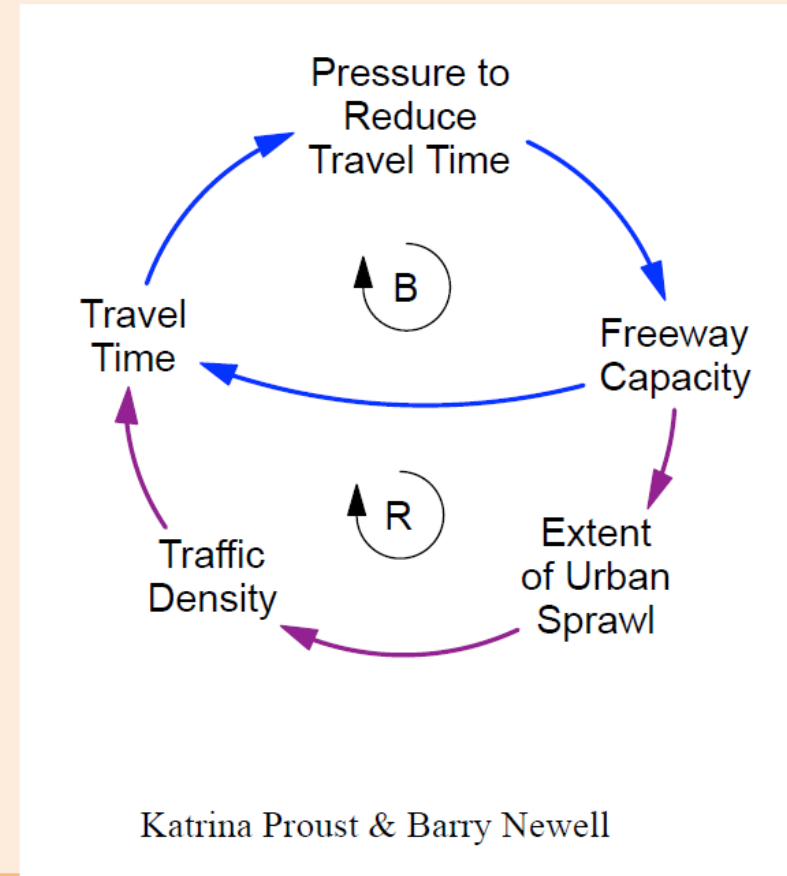 Pressure to
Reduce
Travel Time
B
Travel
Time
Freeway
Capacity
R
Extent
of Urban
Sprawl
Traffic
Density
Katrina Proust & Barry Newell